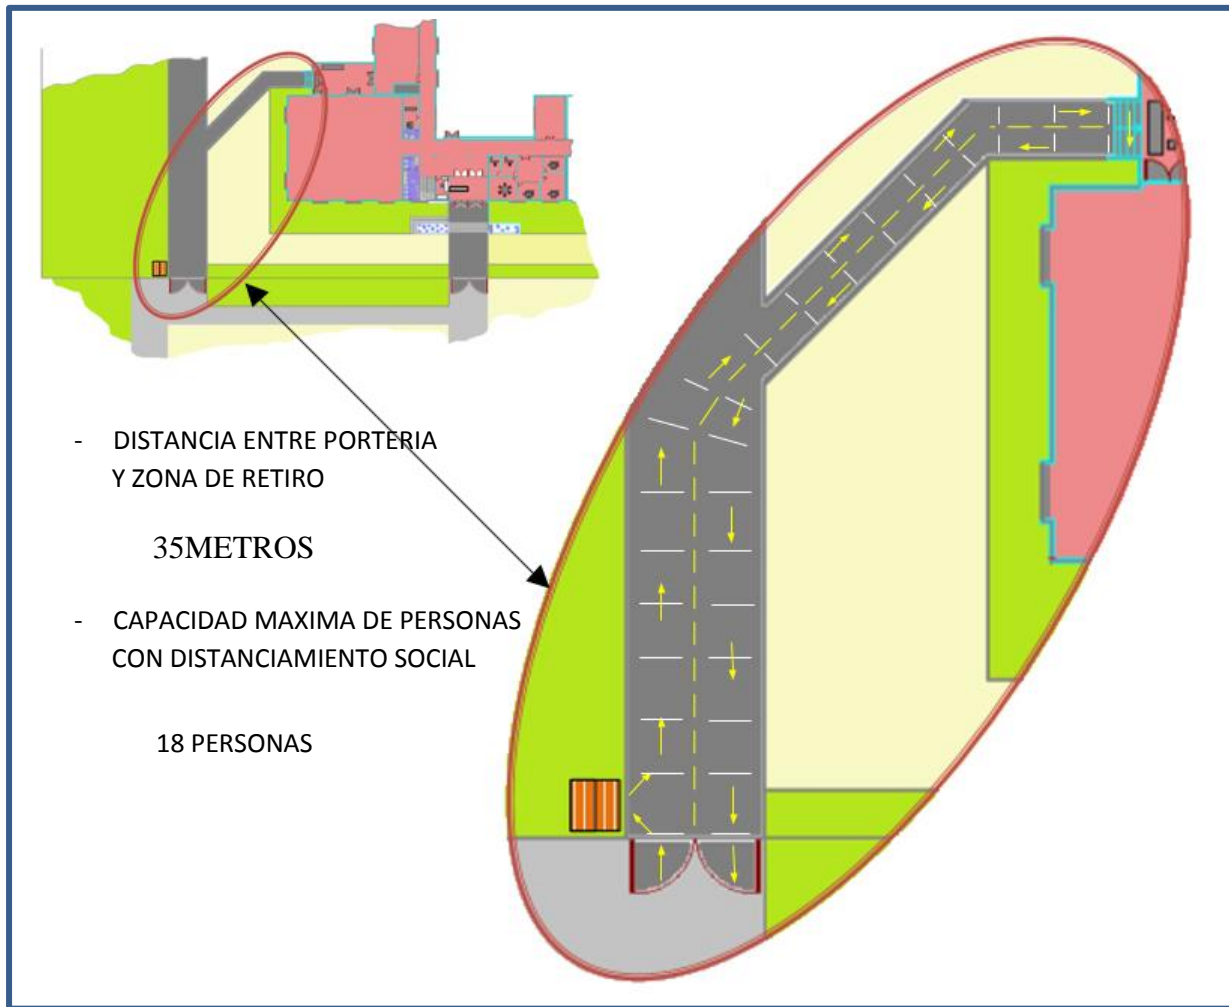 - DISTANCIA ENTRE PORTERIA
Y ZONA DE RETIRO
35METROS
- CAPACIDAD MAXIMA DE PERSONAS
CON DISTANCIAMIENTO SOCIAL
18 PERSONAS